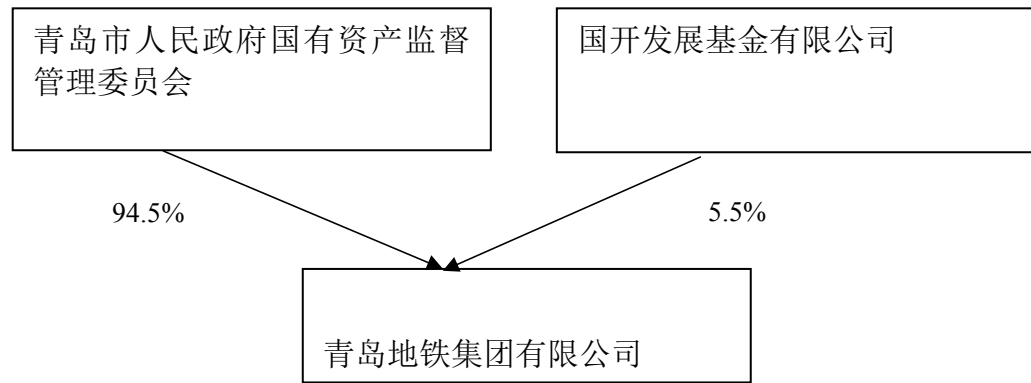 青岛市人民政府国有资产监督
管理委员会
国开发展基金有限公司
94.5%
5.5%
青岛地铁集团有限公司